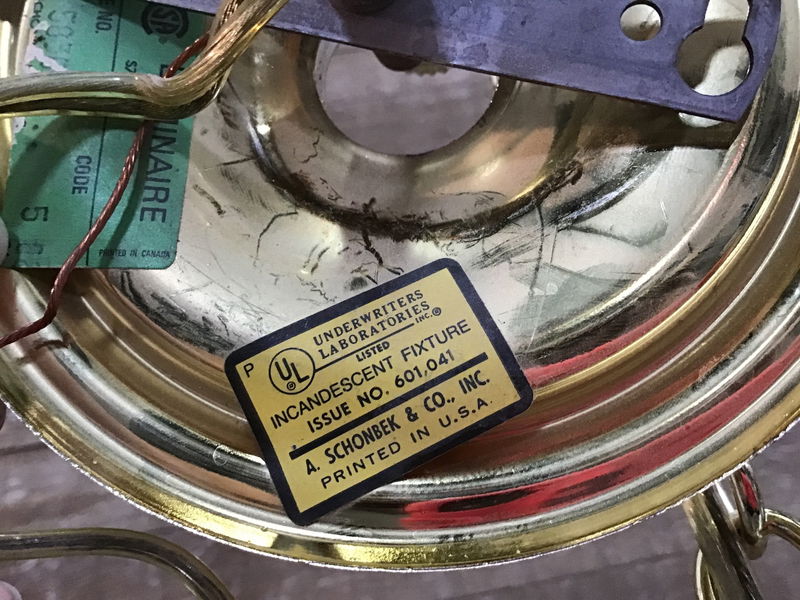 NO.
CODE
LUMINAIRE
5
PRINTED IN CANADA
P
UL
®
UNDERWRITERS
LABORATORIES INC.®
LISTED
INCANDESCENT FIXTURE
ISSUE NO. 601,041
A. SCHONBEK & CO., INC.
PRINTED IN U.S.A.